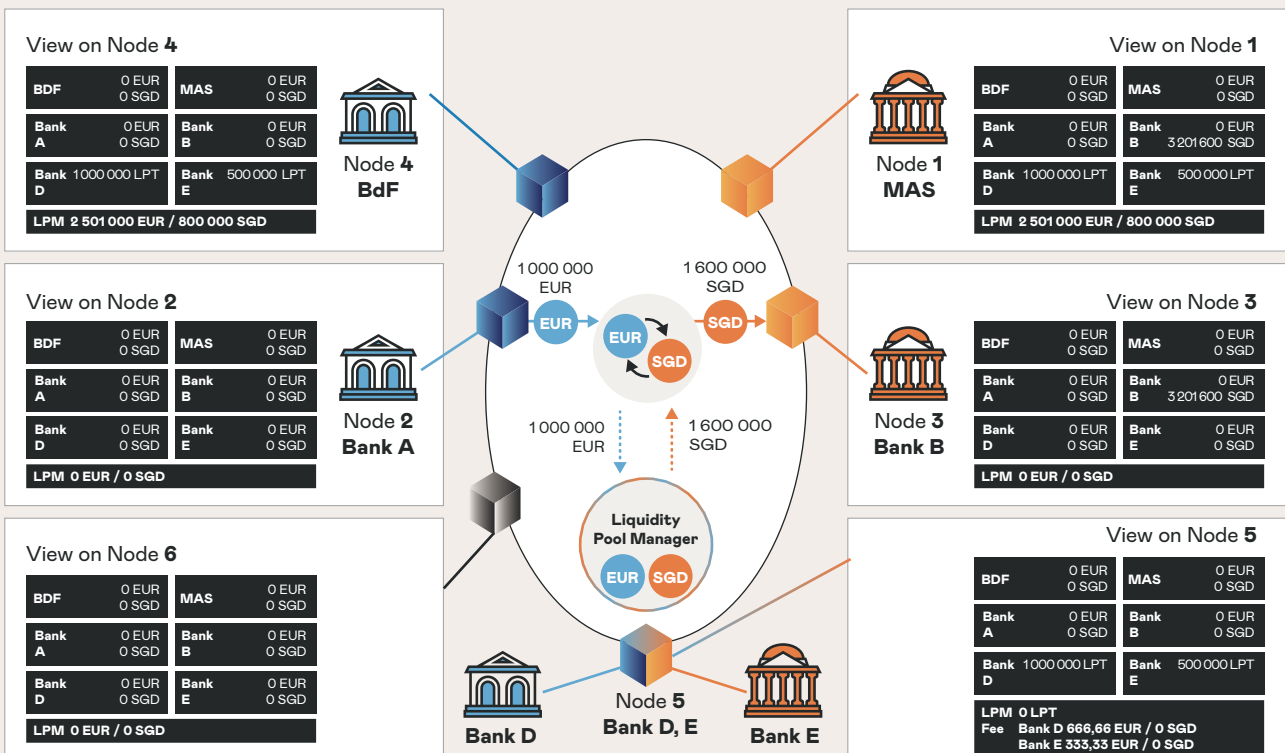 View on Node 4
BDF 0 EUR
0 SGD
MAS 0 EUR
0 SGD
Bank A 0 EUR
0 SGD
Bank B 0 EUR
0 SGD
Bank D 1 000 000 LPT
Bank E 500 000 LPT
LPM 2 501 000 EUR / 800 000 SGD
Node 4
BdF
View on Node 1
BDF 0 EUR
0 SGD
MAS 0 EUR
0 SGD
Bank A 0 EUR
0 SGD
Bank B 0 EUR
3 201 600 SGD
Bank D 1 000 000 LPT
Bank E 500 000 LPT
LPM 2 501 000 EUR / 800 000 SGD
Node 1
MAS
View on Node 2
BDF 0 EUR
0 SGD
MAS 0 EUR
0 SGD
Bank A 0 EUR
0 SGD
Bank B 0 EUR
0 SGD
Bank D 0 EUR
0 SGD
Bank E 0 EUR
0 SGD
LPM 0 EUR / 0 SGD
Node 2
Bank A
1 000 000
EUR
EUR
1 600 000
SGD
SGD
EUR
SGD
1 000 000
EUR
1 600 000
SGD
Liquidity
Pool Manager
EUR
SGD
View on Node 3
BDF 0 EUR
0 SGD
MAS 0 EUR
0 SGD
Bank A 0 EUR
0 SGD
Bank B 0 EUR
3 201 600 SGD
Bank D 0 EUR
0 SGD
Bank E 0 EUR
0 SGD
LPM 0 EUR / 0 SGD
Node 3
Bank B
View on Node 6
BDF 0 EUR
0 SGD
MAS 0 EUR
0 SGD
Bank A 0 EUR
0 SGD
Bank B 0 EUR
0 SGD
Bank D 0 EUR
0 SGD
Bank E 0 EUR
0 SGD
LPM 0 EUR / 0 SGD
Bank D
Node 5
Bank D, E
Bank E
View on Node 5
BDF 0 EUR
0 SGD
MAS 0 EUR
0 SGD
Bank A 0 EUR
0 SGD
Bank B 0 EUR
0 SGD
Bank D 1 000 000 LPT
Bank E 500 000 LPT
LPM 0 LPT
Fee Bank D 666,66 EUR / 0 SGD
Bank E 333,33 EUR / 0 SGD